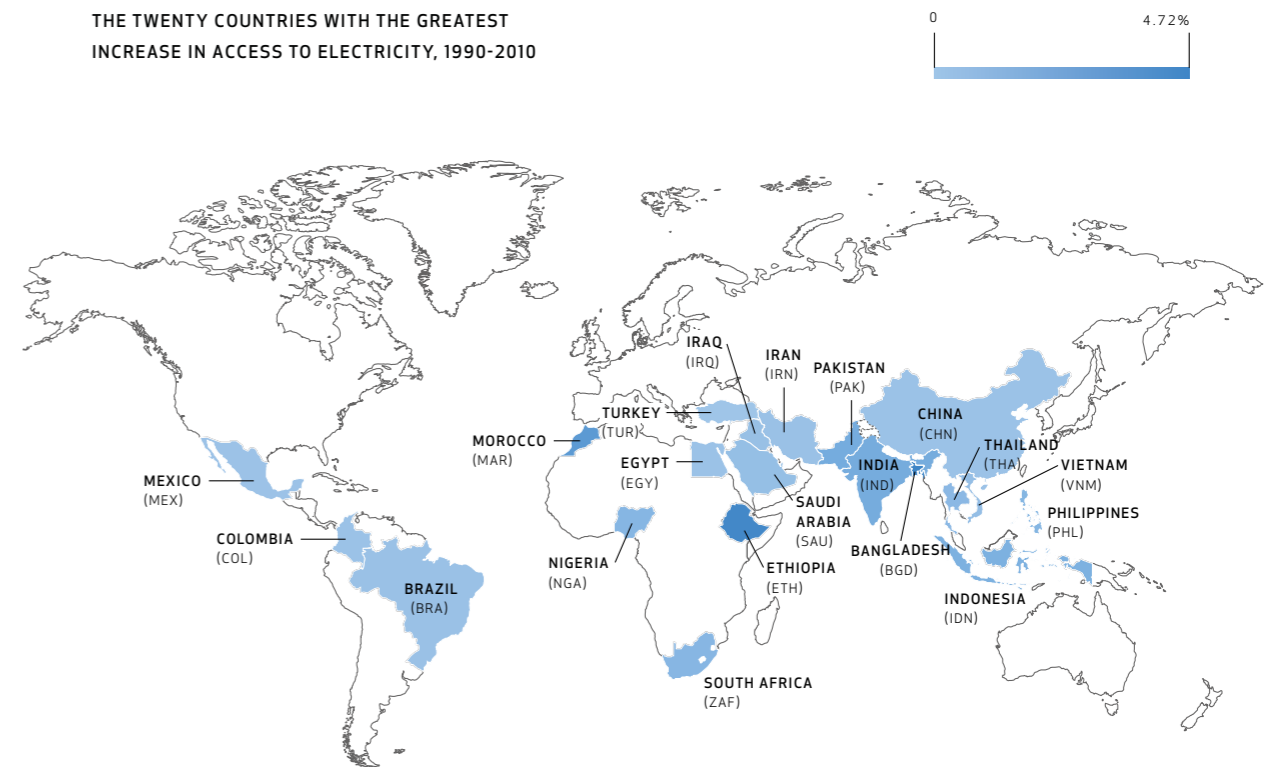 THE TWENTY COUNTRIES WITH THE GREATEST
INCREASE IN ACCESS TO ELECTRICITY, 1990-2010
0
4.72%
IRAQ
(IRQ)
IRAN
(IRN)
PAKISTAN
(PAK)
TURKEY
(TUR)
CHINA
(CHN)
MOROCCO
(MAR)
THAILAND
(THA)
EGYPT
(EGY)
INDIA
(IND)
VIETNAM
(VNM)
MEXICO
(MEX)
SAUDI
ARABIA
(SAU)
PHILIPPINES
(PHL)
COLOMBIA
(COL)
BANGLADESH
(BGD)
NIGERIA
(NGA)
ETHIOPIA
(ETH)
BRAZIL
(BRA)
INDONESIA
(IDN)
SOUTH AFRICA
(ZAF)